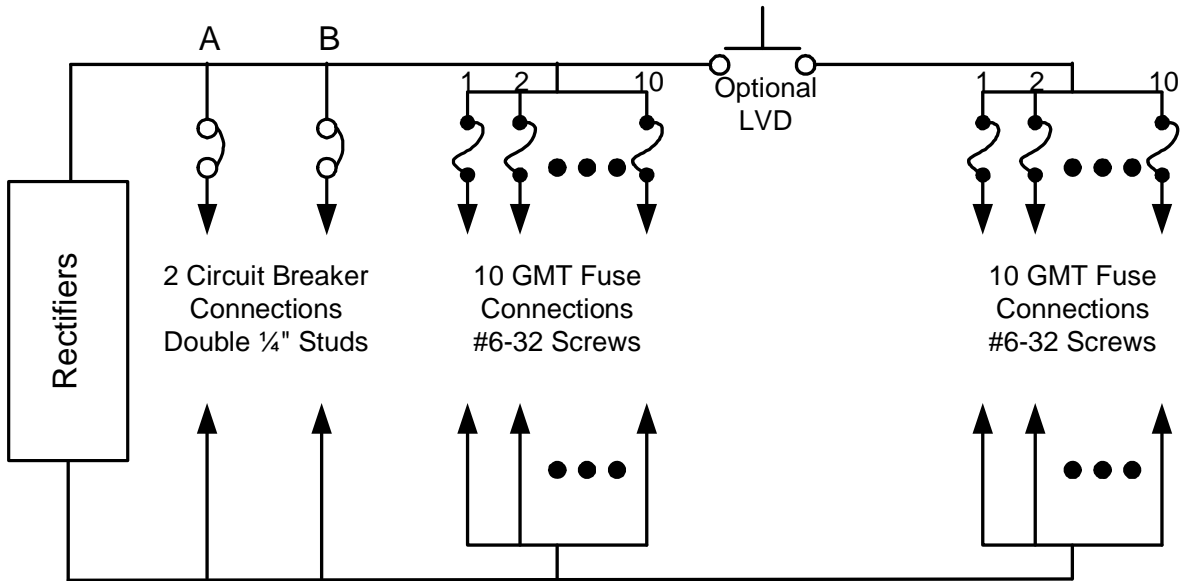 A
B
1
2
10
Optional
LVD
1
2
10
Rectifiers
2 Circuit Breaker
Connections
Double ¼" Studs
10 GMT Fuse
Connections
#6-32 Screws
10 GMT Fuse
Connections
#6-32 Screws